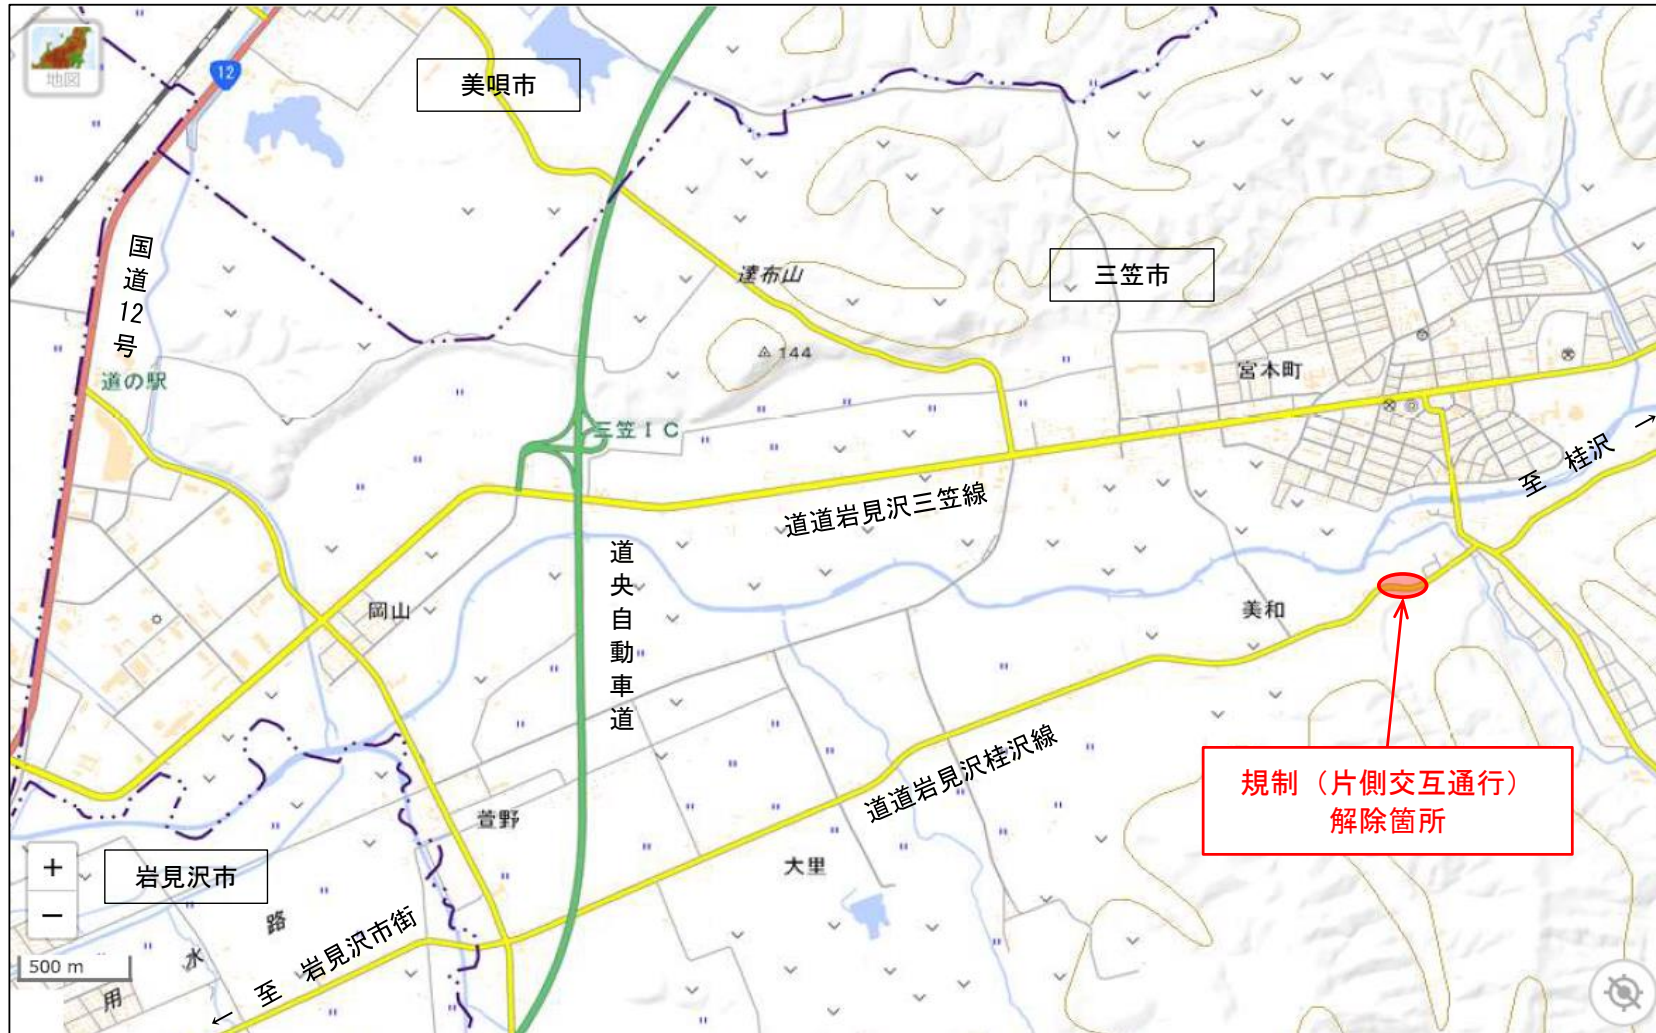 地図
12
美唄市
国道12号
道の駅
達布山
三笠市
144
宮本町
三笠IC
至 桂沢 →
道道岩見沢三笠線
道央自動車道
岡山
美和
規制（片側交互通行）
解除箇所
道道岩見沢桂沢線
萱野
大里
岩見沢市
← 至 岩見沢市街
用水路
+
−
500 m